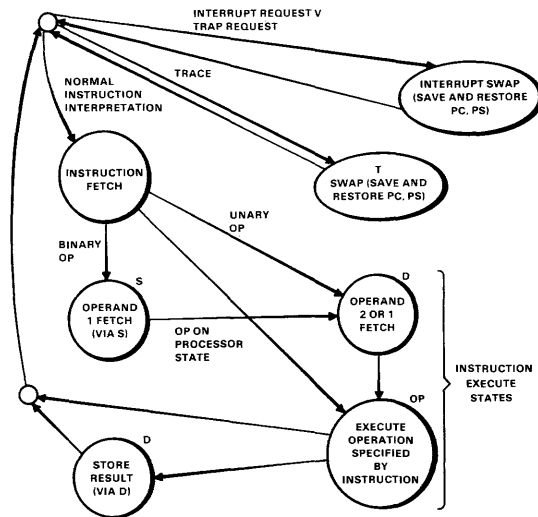 INTERRUPT REQUEST V
TRAP REQUEST
TRACE
INTERRUPT SWAP
(SAVE AND RESTORE
PC, PS)
NORMAL
INSTRUCTION
INTERPRETATION
T
SWAP (SAVE AND
RESTORE PC, PS)
INSTRUCTION
FETCH
UNARY
OP
BINARY
OP
S
OPERAND
1 FETCH
(VIA S)
OP ON
PROCESSOR
STATE
D
OPERAND
2 OR 1
FETCH
INSTRUCTION
EXECUTE
STATES
OP
EXECUTE
OPERATION
SPECIFIED
BY
INSTRUCTION
D
STORE
RESULT
(VIA D)